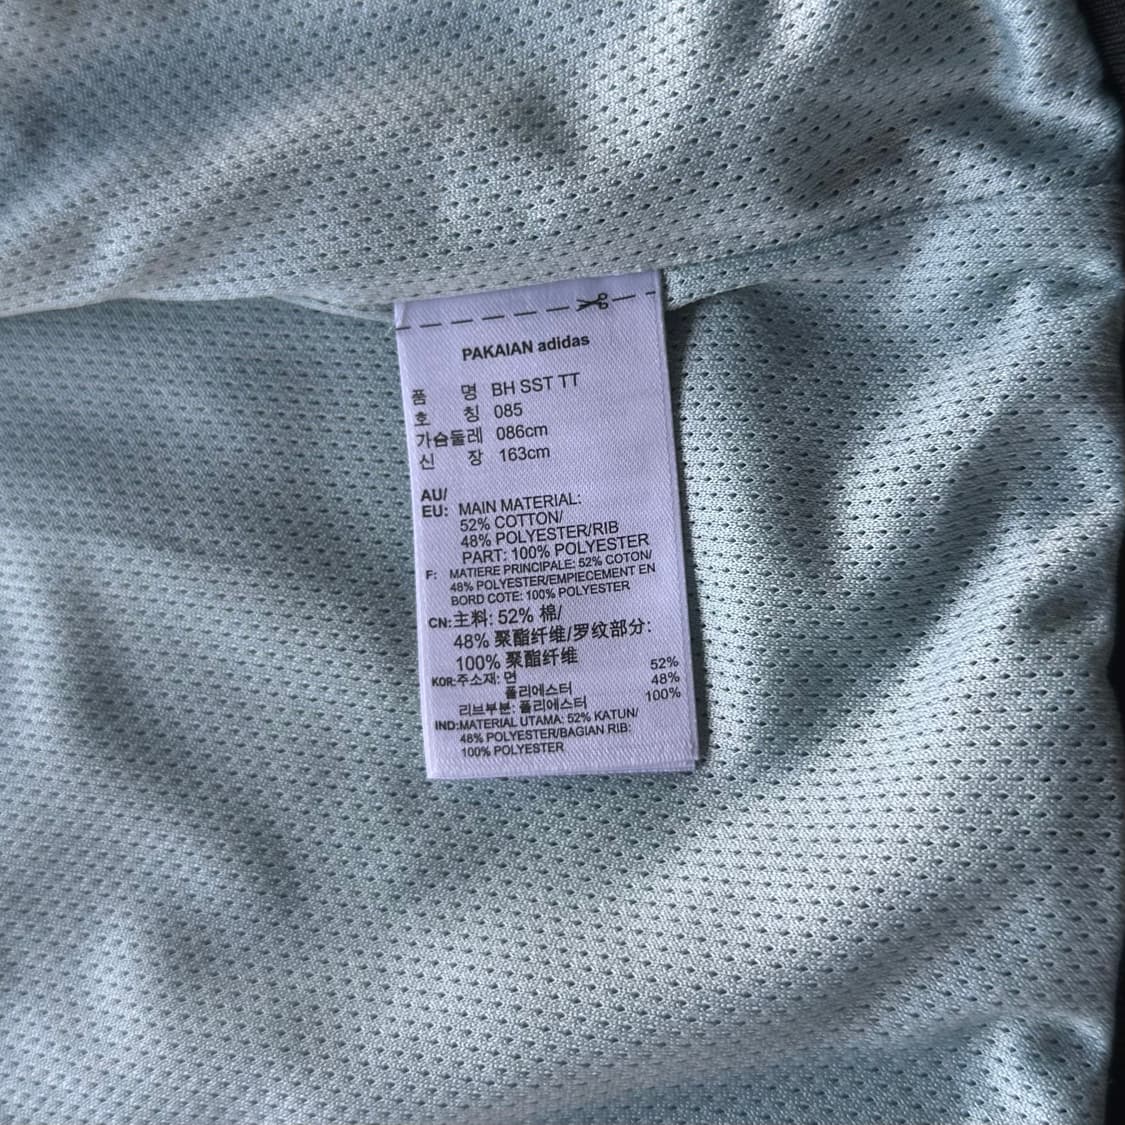 PAKAIAN adidas
품 명 BH SST TT
호 칭 085
가슴둘레 086cm
신 장 163cm
AU/
EU: MAIN MATERIAL:
52% COTTON/
48% POLYESTER/RIB
PART: 100% POLYESTER
F: MATIERE PRINCIPALE: 52% COTON/
48% POLYESTER/EMPIECEMENT EN
BORD COTE: 100% POLYESTER
CN:主料: 52% 棉/
48% 聚酯纤维/罗纹部分:
100% 聚酯纤维
KOR:주소재: 면 52%
폴리에스터 48%
리브부분: 폴리에스터 100%
IND:MATERIAL UTAMA: 52% KATUN/
48% POLYESTER/BAGIAN RIB:
100% POLYESTER